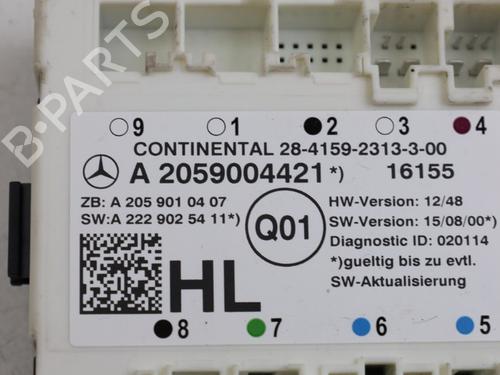 9 1 2 3 4
CONTINENTAL 28-4159-2313-3-00
A 2059004421*) 16155
ZB: A 205 901 04 07
SW:A 222 902 54 11*)
Q01
HW-Version: 12/48
SW-Version: 15/08/00*)
Diagnostic ID: 020114
*)gueltig bis zu evtl.
SW-Aktualisierung
HL
8 7 6 5
B-PARTS